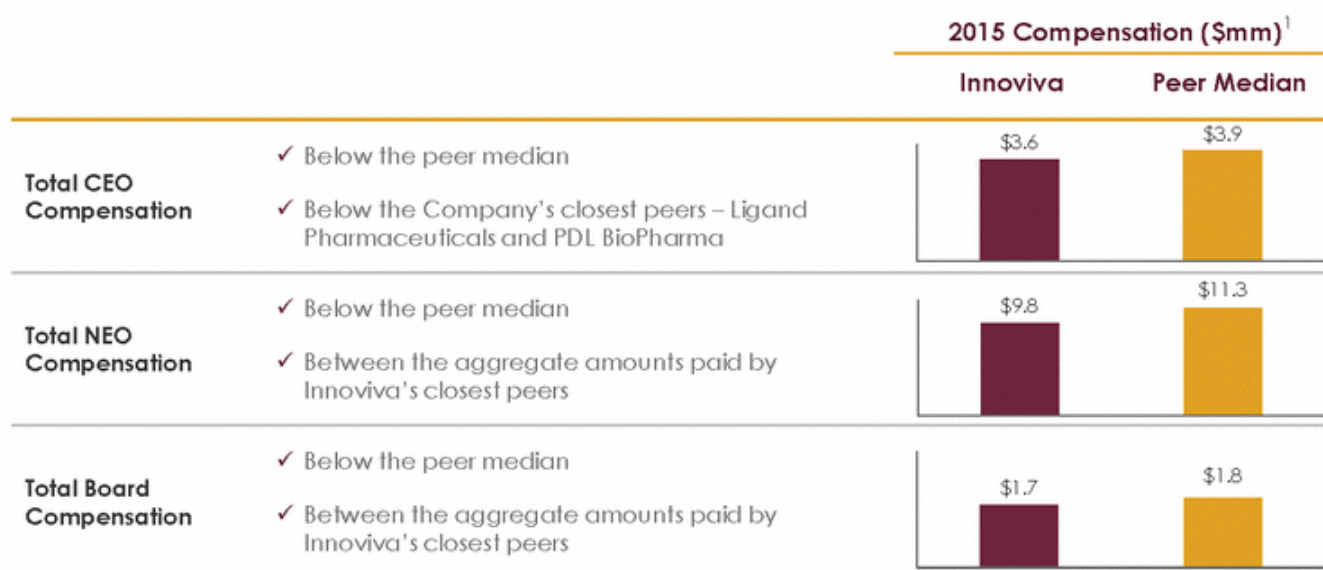 2015 Compensation ($mm)1
Innoviva Peer Median
Total CEO
Compensation
✓ Below the peer median
✓ Below the Company's closest peers – Ligand
Pharmaceuticals and PDL BioPharma
$3.6 $3.9
Total NEO
Compensation
✓ Below the peer median
✓ Between the aggregate amounts paid by
Innoviva's closest peers
$9.8 $11.3
Total Board
Compensation
✓ Below the peer median
✓ Between the aggregate amounts paid by
Innoviva's closest peers
$1.7 $1.8